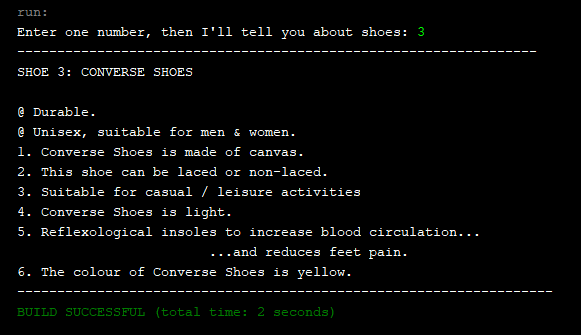 run:
Enter one number, then I'll tell you about shoes: 3
------------------------------------------------------------------
SHOE 3: CONVERSE SHOES
@ Durable.
@ Unisex, suitable for men & women.
1. Converse Shoes is made of canvas.
2. This shoe can be laced or non-laced.
3. Suitable for casual / leisure activities
4. Converse Shoes is light.
5. Reflexological insoles to increase blood circulation...
...and reduces feet pain.
6. The colour of Converse Shoes is yellow.
--------------------------------------------------------------------
BUILD SUCCESSFUL (total time: 2 seconds)